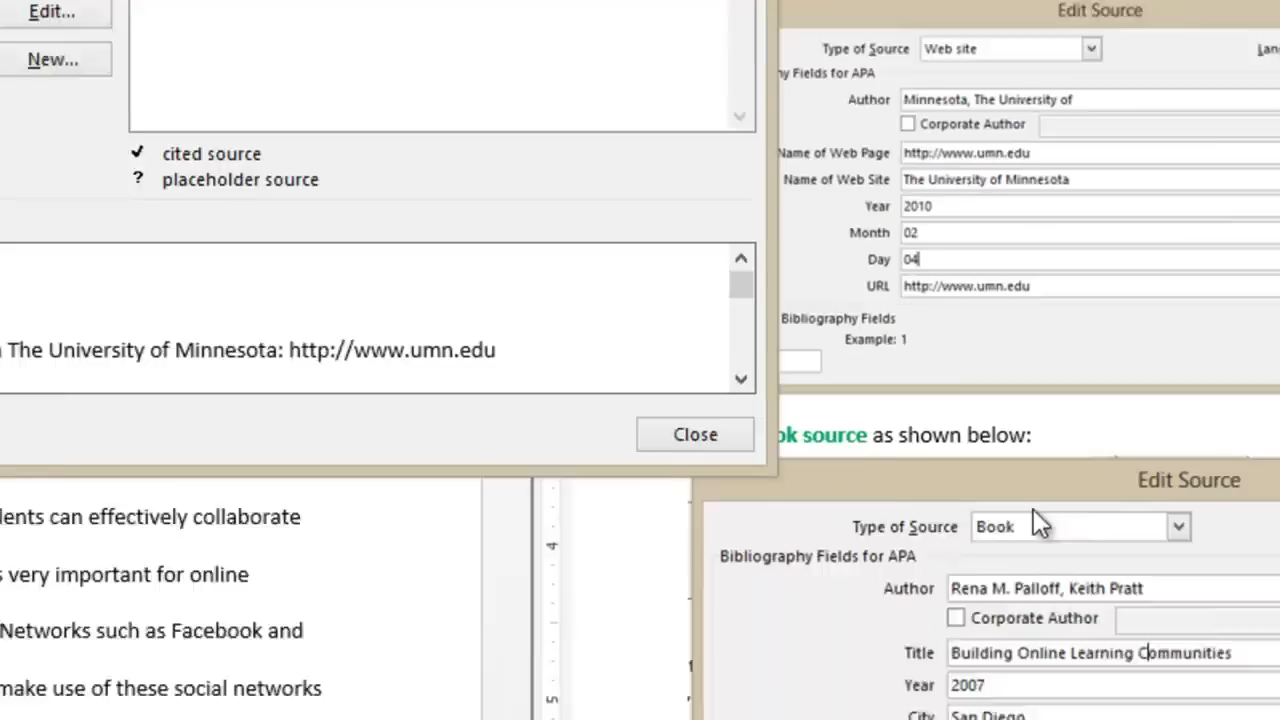 Edit...
New...
cited source
placeholder source
The University of Minnesota: http://www.umn.edu
Close
Edit Source
Type of Source Web site
Fields for APA
Author Minnesota, The University of
Corporate Author
Name of Web Page http://www.umn.edu
Name of Web Site The University of Minnesota
Year 2010
Month 02
Day 04
URL http://www.umn.edu
Bibliography Fields
Example: 1
source as shown below:
Edit Source
Type of Source Book
Bibliography Fields for APA
Author Rena M. Palloff, Keith Pratt
Corporate Author
Title Building Online Learning Communities
Year 2007
City San Diego
can effectively collaborate
very important for online
Networks such as Facebook and
make use of these social networks
4
5